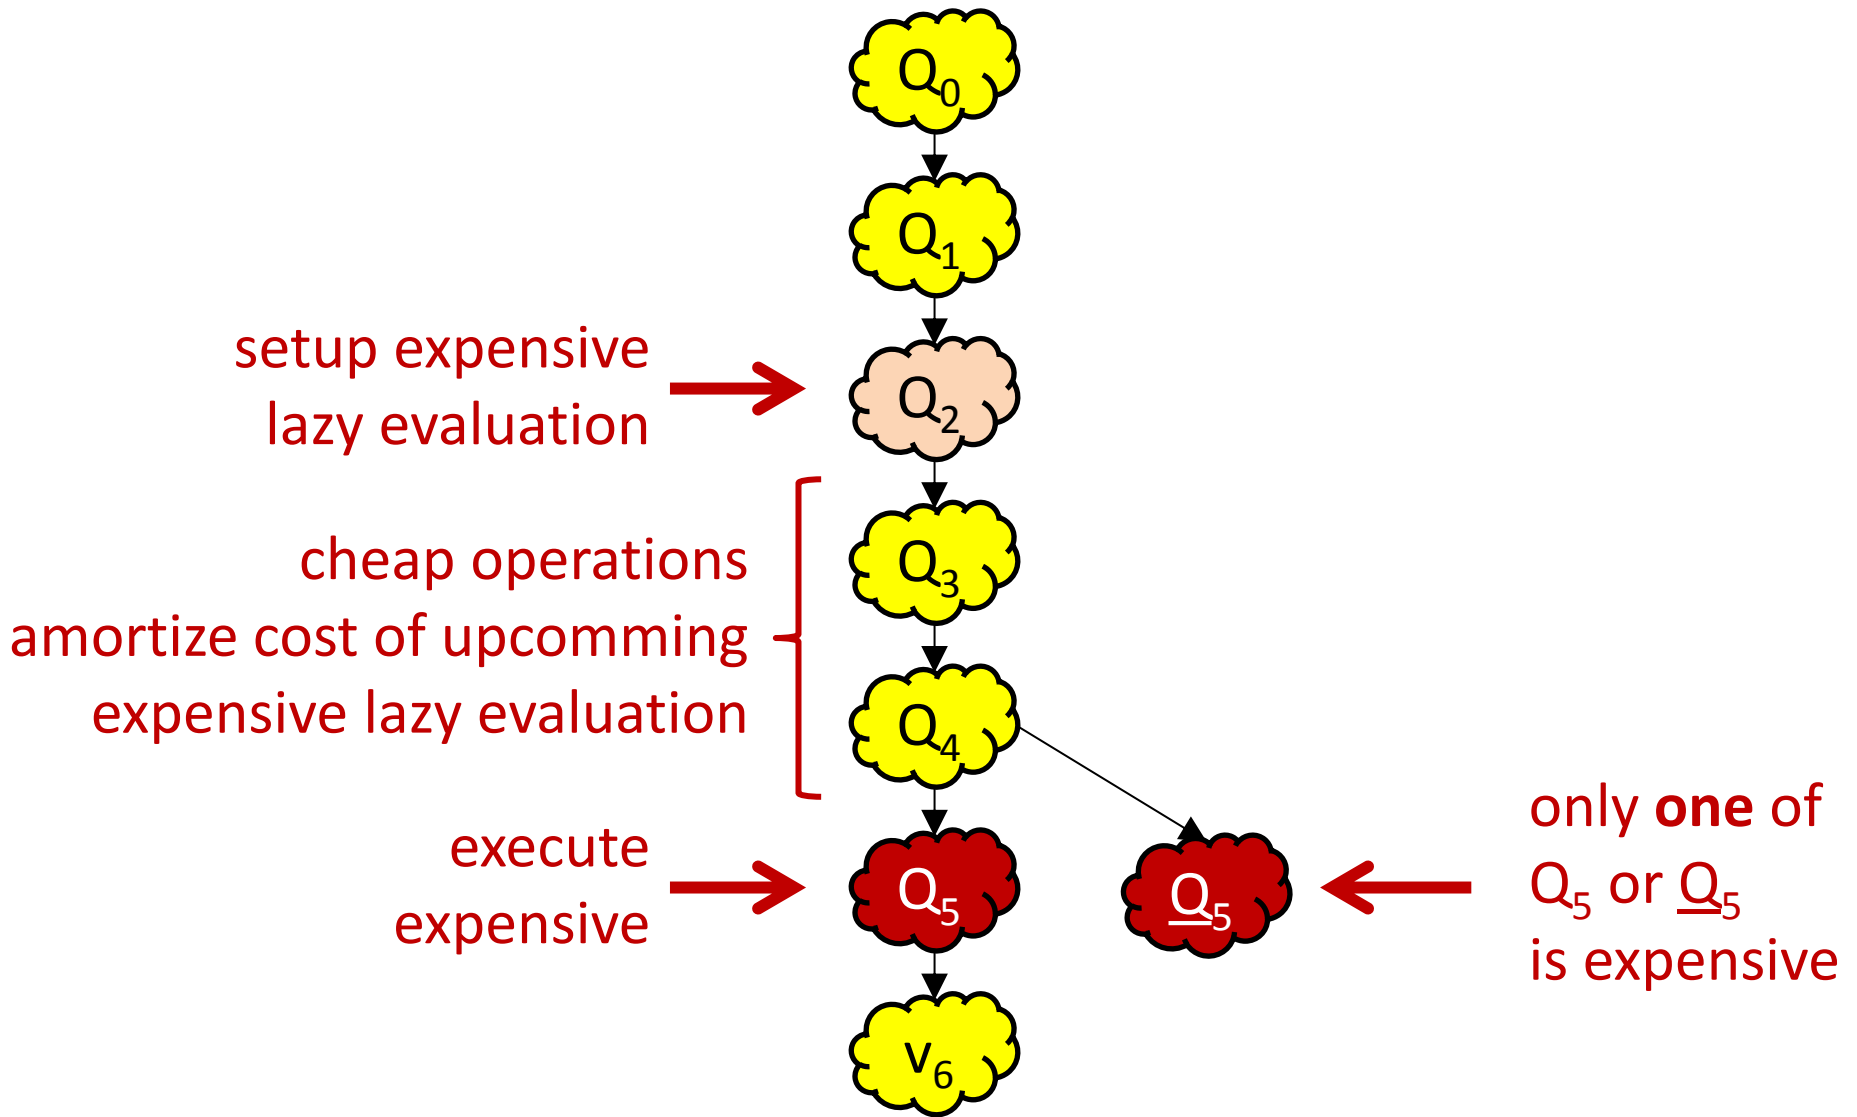 Q0
Q1
setup expensive
lazy evaluation
Q2
cheap operations
amortize cost of upcomming
expensive lazy evaluation
Q3
Q4
execute
expensive
Q5
Q5
only one of
Q5 or Q5
is expensive
v6